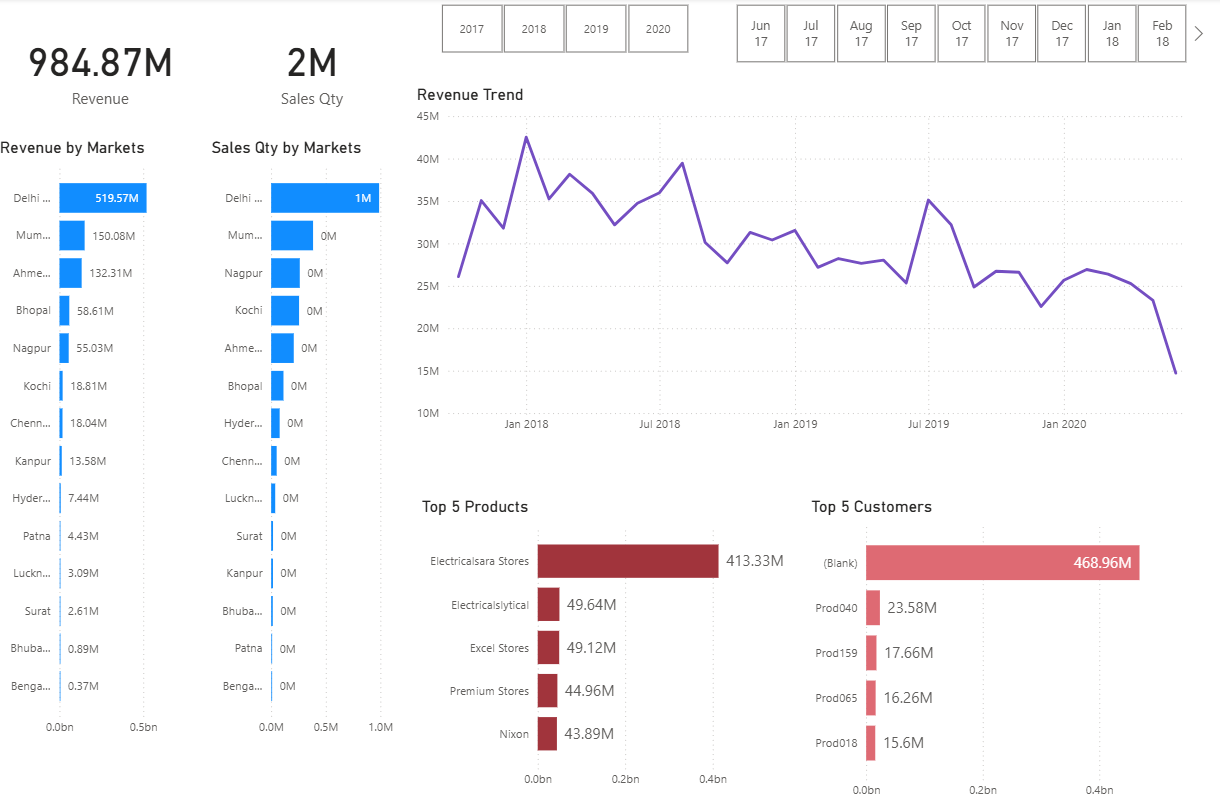 2017
2018
2019
2020
Jun
17
Jul
17
Aug
17
Sep
17
Oct
17
Nov
17
Dec
17
Jan
18
Feb
18
984.87M
Revenue
2M
Sales Qty
Revenue by Markets
Delhi ... 519.57M
Mum... 150.08M
Ahme... 132.31M
Bhopal 58.61M
Nagpur 55.03M
Kochi 18.81M
Chenn... 18.04M
Kanpur 13.58M
Hyder... 7.44M
Patna 4.43M
Luckn... 3.09M
Surat 2.61M
Bhuba... 0.89M
Benga... 0.37M
0.0bn 0.5bn
Sales Qty by Markets
Delhi ... 1M
Mum... 0M
Nagpur 0M
Kochi 0M
Ahme... 0M
Bhopal 0M
Hyder... 0M
Chenn... 0M
Luckn... 0M
Surat 0M
Kanpur 0M
Bhuba... 0M
Patna 0M
Benga... 0M
0.0M 0.5M 1.0M
Revenue Trend
45M
40M
35M
30M
25M
20M
15M
10M
Jan 2018 Jul 2018 Jan 2019 Jul 2019 Jan 2020
Top 5 Products
Electricalsara Stores 413.33M
Electricalslytical 49.64M
Excel Stores 49.12M
Premium Stores 44.96M
Nixon 43.89M
0.0bn 0.2bn 0.4bn
Top 5 Customers
(Blank) 468.96M
Prod040 23.58M
Prod159 17.66M
Prod065 16.26M
Prod018 15.6M
0.0bn 0.2bn 0.4bn